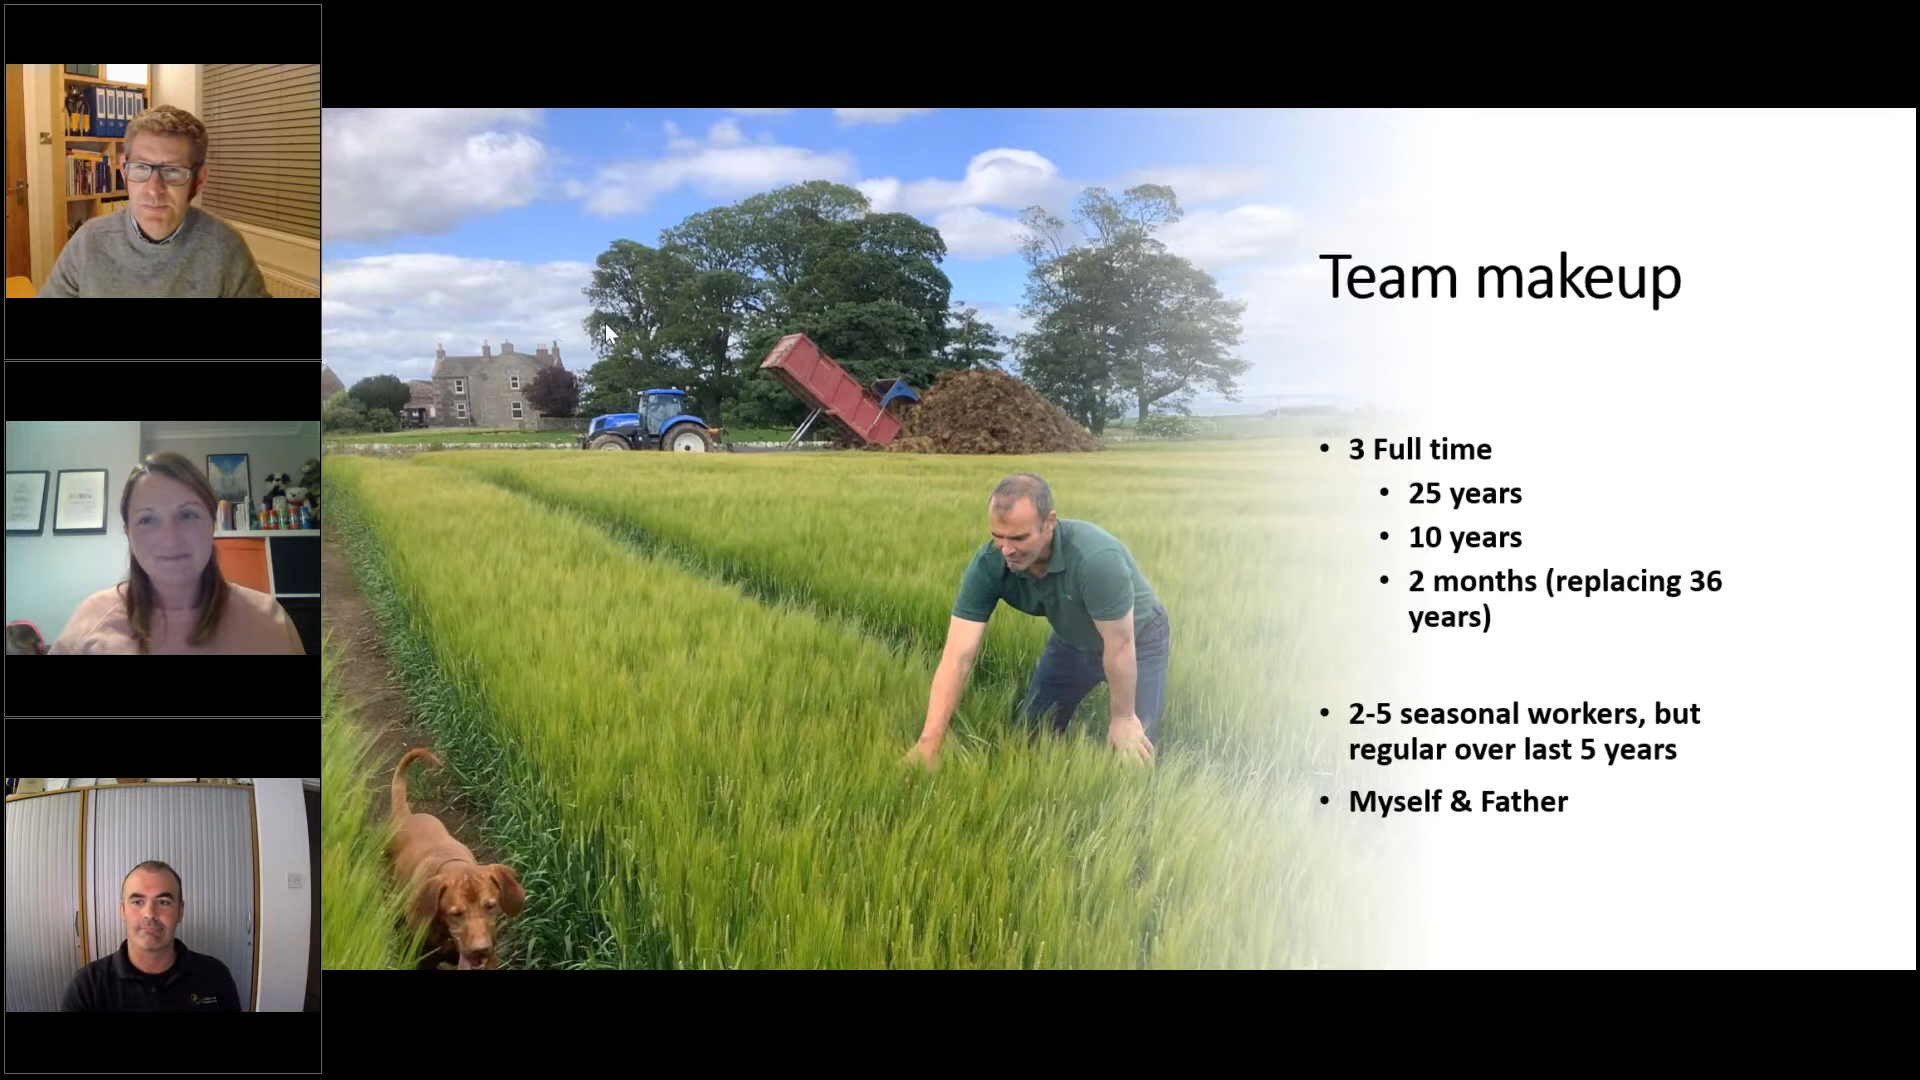 Team makeup
• 3 Full time
• 25 years
• 10 years
• 2 months (replacing 36
years)
• 2-5 seasonal workers, but
regular over last 5 years
• Myself & Father